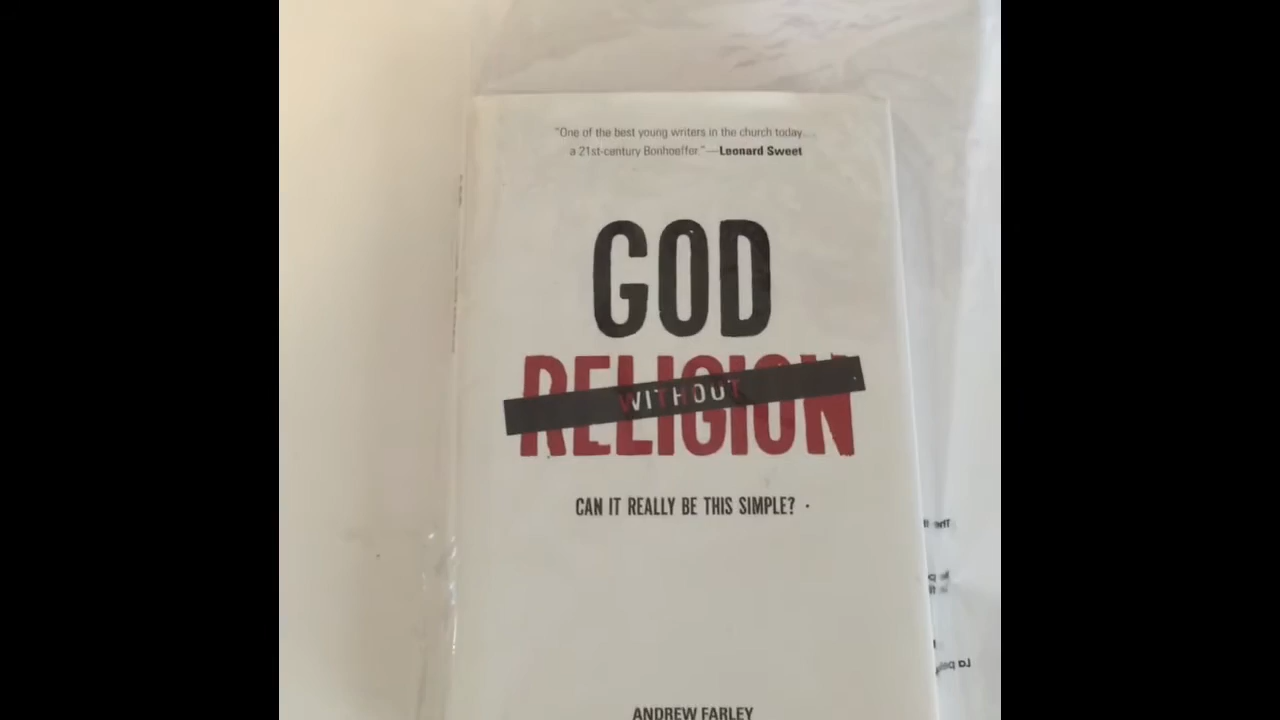 "One of the best young writers in the church today...
a 21st-century Bonhoeffer."—Leonard Sweet
GOD
WITHOUT
RELIGION
CAN IT REALLY BE THIS SIMPLE?
ANDREW FARLEY
La